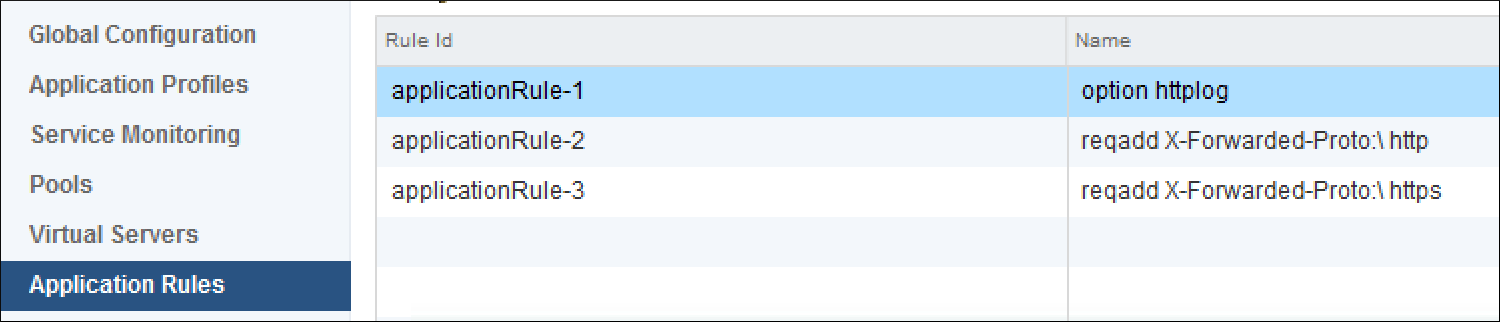 Global Configuration
Application Profiles
Service Monitoring
Pools
Virtual Servers
Application Rules
Rule Id Name
applicationRule-1 option httplog
applicationRule-2 reqadd X-Forwarded-Proto:\ http
applicationRule-3 reqadd X-Forwarded-Proto:\ https